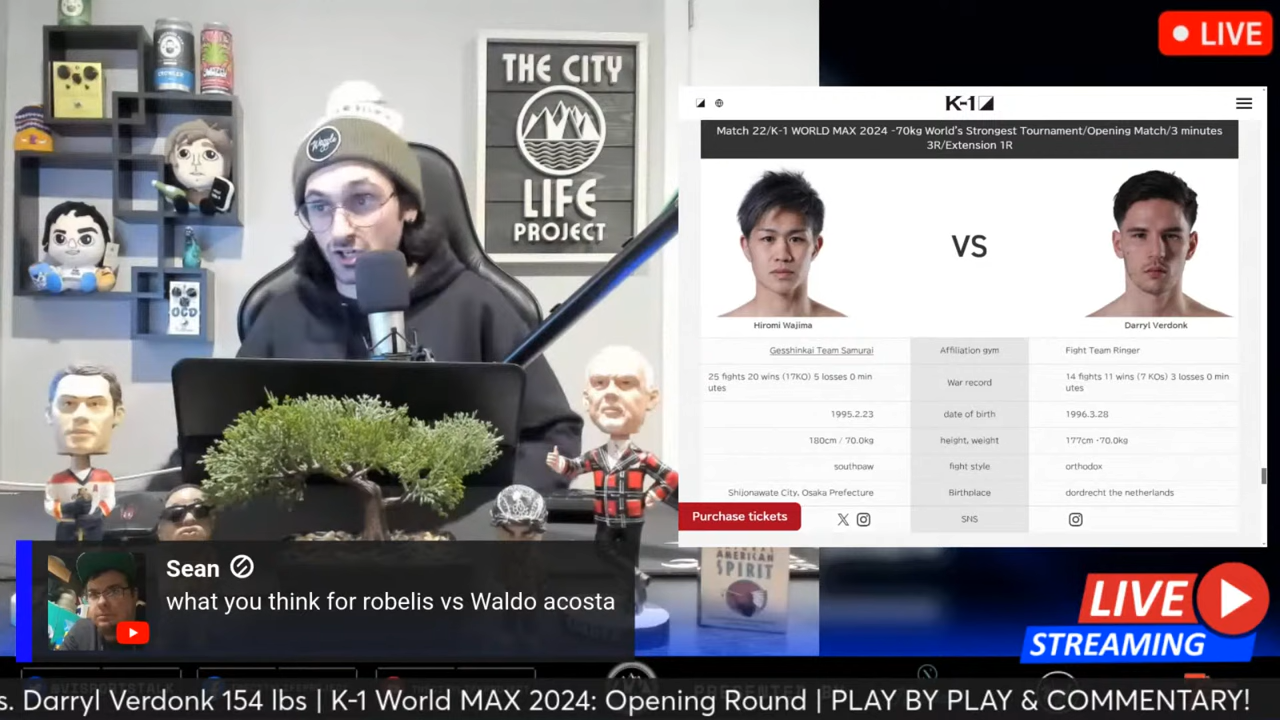 LIVE
THE CITY
LIFE
PROJECT
Whyte
OCD
K-1
Match 22/K-1 WORLD MAX 2024 -70kg World's Strongest Tournament/Opening Match/3 minutes
3R/Extension 1R
VS
Hiromi Wajima
Darryl Verdonk
Gesshinkai Team Samurai Affiliation gym Fight Team Ringer
25 fights 20 wins (17KO) 5 losses 0 min
utes
War record
14 fights 11 wins (7 KOs) 3 losses 0 min
utes
1995.2.23 date of birth 1996.3.28
180cm / 70.0kg height, weight 177cm -70.0kg
southpaw fight style orthodox
Shijonawate City, Osaka Prefecture Birthplace dordrecht the netherlands
Purchase tickets
SNS
AMERICAN
SPIRIT
Sean
what you think for robelis vs Waldo acosta
LIVE
STREAMING
s. Darryl Verdonk 154 lbs | K-1 World MAX 2024: Opening Round | PLAY BY PLAY & COMMENTARY!